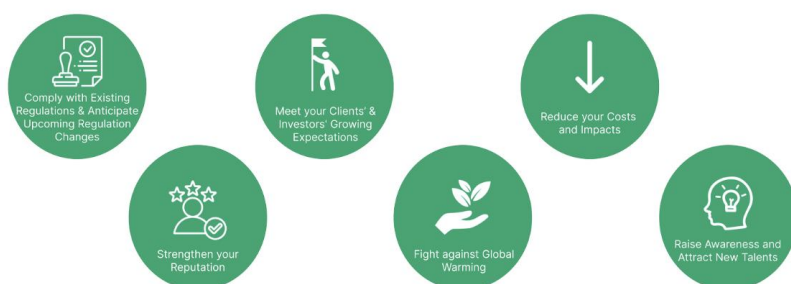 Comply with Existing
Regulations & Anticipate
Upcoming Regulation
Changes
Meet your Clients' &
Investors' Growing
Expectations
Reduce your Costs
and Impacts
Strengthen your
Reputation
Fight against Global
Warming
Raise Awareness and
Attract New Talents